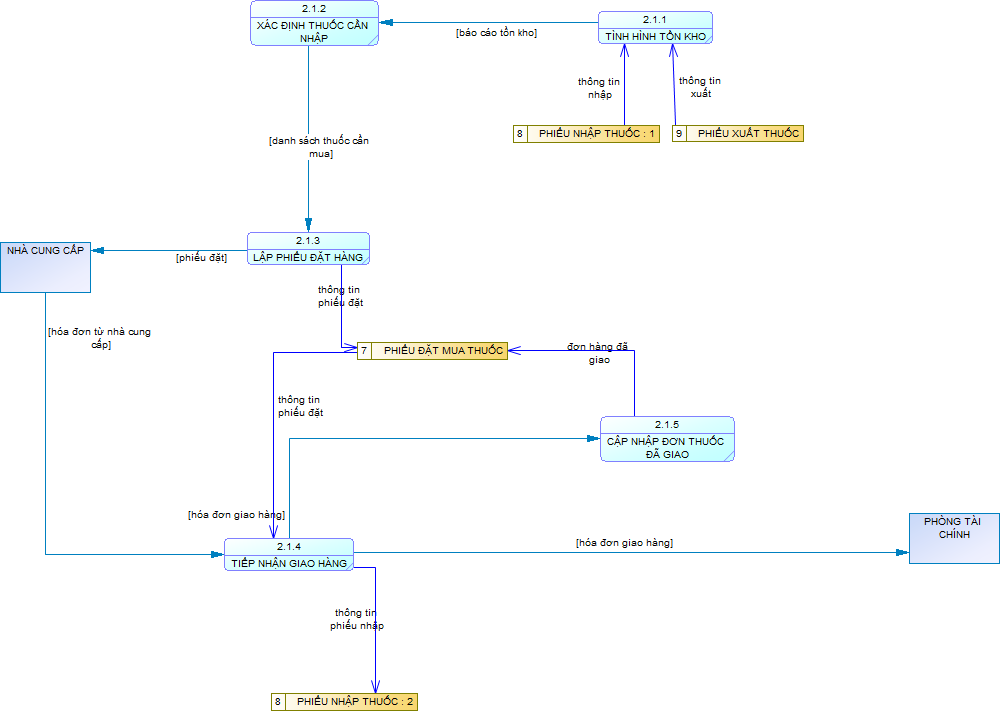 2.1.2
XÁC ĐỊNH THUỐC CẦN
NHẬP
[báo cáo tồn kho]
2.1.1
TÌNH HÌNH TỒN KHO
thông tin
nhập
thông tin
xuất
8 PHIẾU NHẬP THUỐC : 1
9 PHIẾU XUẤT THUỐC
[danh sách thuốc cần
mua]
NHÀ CUNG CẤP
[phiếu đặt]
2.1.3
LẬP PHIẾU ĐẶT HÀNG
thông tin
phiếu đặt
[hóa đơn từ nhà cung
cấp]
7 PHIẾU ĐẶT MUA THUỐC
đơn hàng đã
giao
thông tin
phiếu đặt
2.1.5
CẬP NHẬP ĐƠN THUỐC
ĐÃ GIAO
[hóa đơn giao hàng]
2.1.4
TIẾP NHẬN GIAO HÀNG
[hóa đơn giao hàng]
PHÒNG TÀI
CHÍNH
thông tin
phiếu nhập
8 PHIẾU NHẬP THUỐC : 2